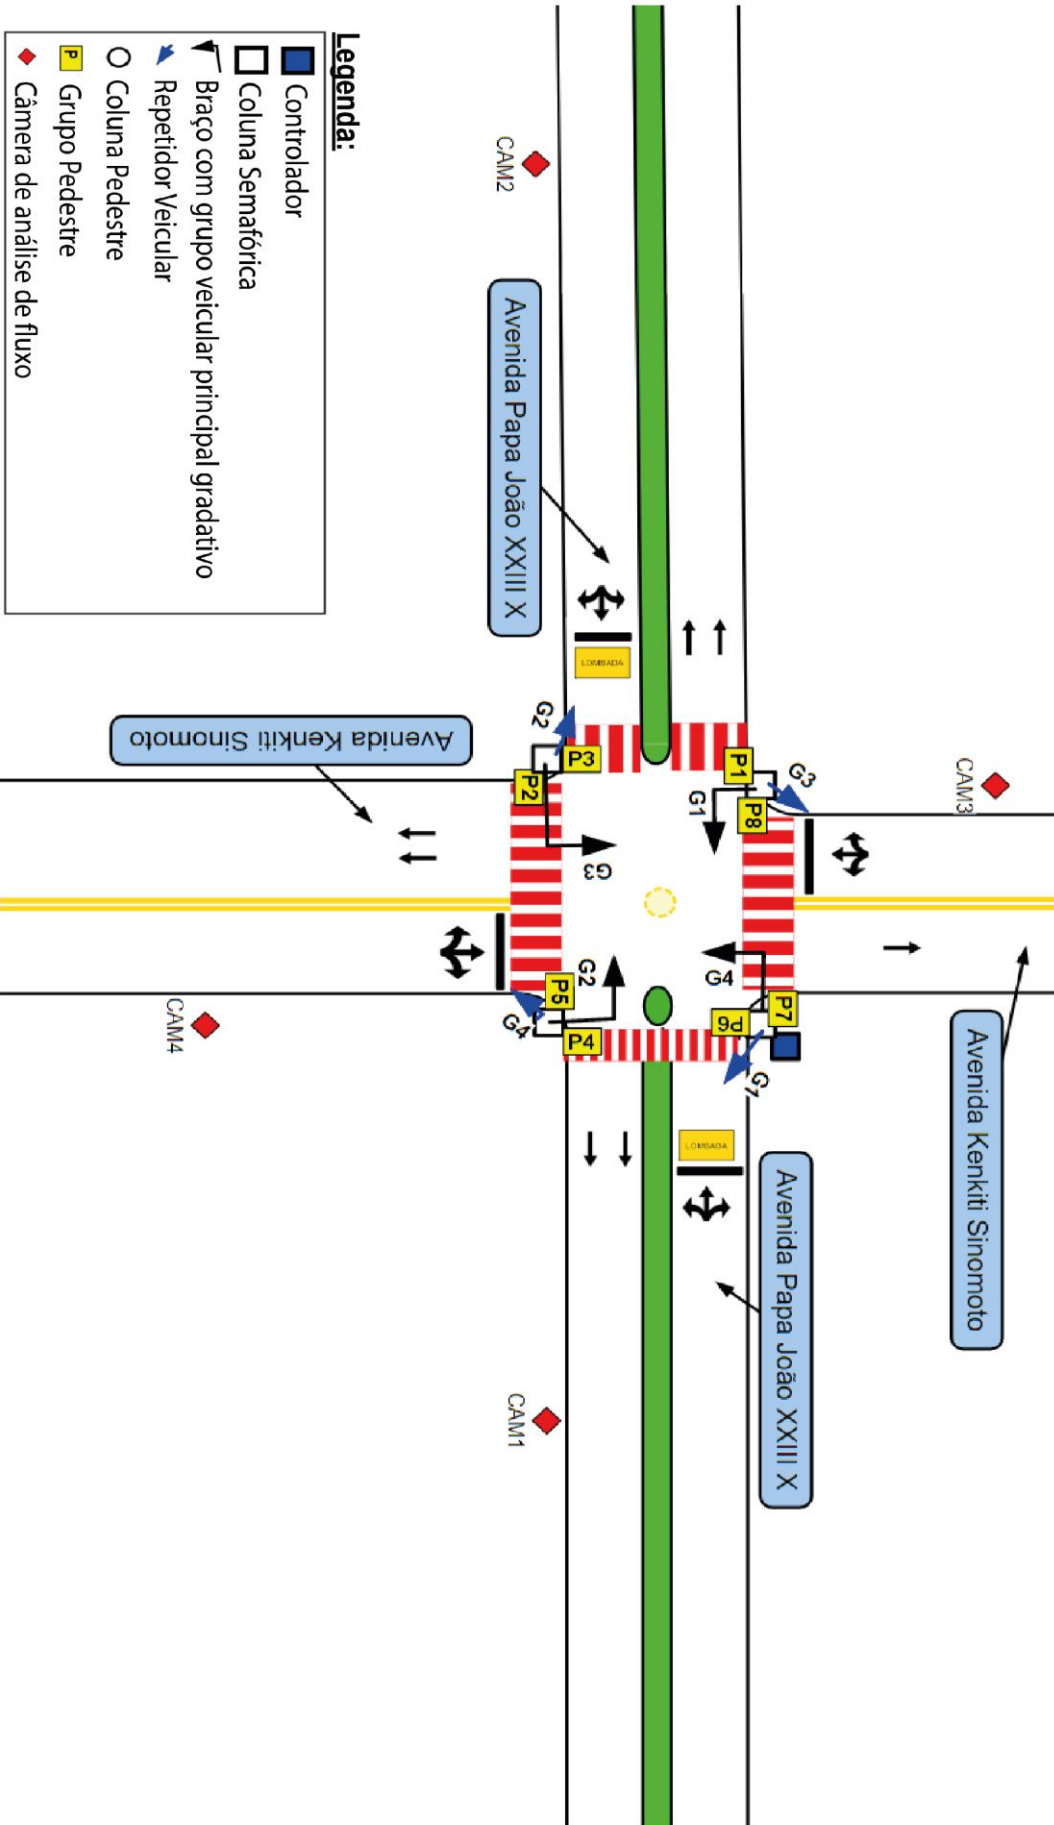 Legenda:
Controlador
Coluna Semafórica
Braço com grupo veicular principal gradativo
Repetidor Veicular
Coluna Pedestre
P
Grupo Pedestre
Câmera de análise de fluxo
CAM3
Avenida Kenkiti Sinomoto
G3
P1
P8
G1
G4
P7
P6
G1
LOMBADA
Avenida Papa João XXIII X
CAM2
Avenida Papa João XXIII X
LOMBADA
G2
P3
P2
G3
G2
P5
G4
P4
CAM1
Avenida Kenkiti Sinomoto
CAM4